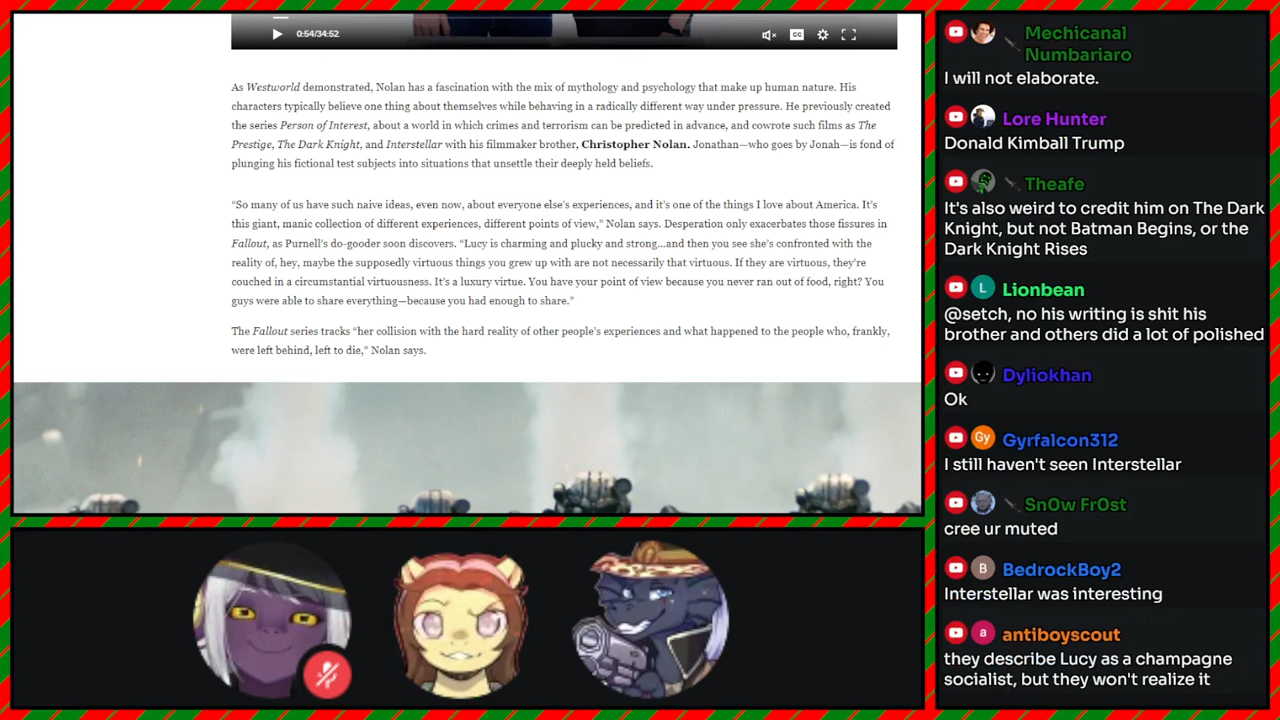 0:54/34:52
CC
As Westworld demonstrated, Nolan has a fascination with the mix of mythology and psychology that make up human nature. His
characters typically believe one thing about themselves while behaving in a radically different way under pressure. He previously created
the series Person of Interest, about a world in which crimes and terrorism can be predicted in advance, and cowrote such films as The
Prestige, The Dark Knight, and Interstellar with his filmmaker brother, Christopher Nolan. Jonathan—who goes by Jonah—is fond of
plunging his fictional test subjects into situations that unsettle their deeply held beliefs.
“So many of us have such naive ideas, even now, about everyone else’s experiences, and it’s one of the things I love about America. It’s
this giant, manic collection of different experiences, different points of view,” Nolan says. Desperation only exacerbates those fissures in
Fallout, as Purnell’s do-gooder soon discovers. “Lucy is charming and plucky and strong…and then you see she’s confronted with the
reality of, hey, maybe the supposedly virtuous things you grew up with are not necessarily that virtuous. If they are virtuous, they’re
couched in a circumstantial virtuousness. It’s a luxury virtue. You have your point of view because you never ran out of food, right? You
guys were able to share everything—because you had enough to share.”
The Fallout series tracks “her collision with the hard reality of other people’s experiences and what happened to the people who, frankly,
were left behind, left to die,” Nolan says.
Mechicanal
Numbariaro
I will not elaborate.
Lore Hunter
Donald Kimball Trump
Theafe
It's also weird to credit him on The Dark
Knight, but not Batman Begins, or the
Dark Knight Rises
L
Lionbean
@setch, no his writing is shit his
brother and others did a lot of polished
Dyliokhan
Ok
Gy
Gyrfalcon312
I still haven't seen Interstellar
Sn0w Fr0st
cree ur muted
B
BedrockBoy2
Interstellar was interesting
a
antiboyscout
they describe Lucy as a champagne
socialist, but they won't realize it